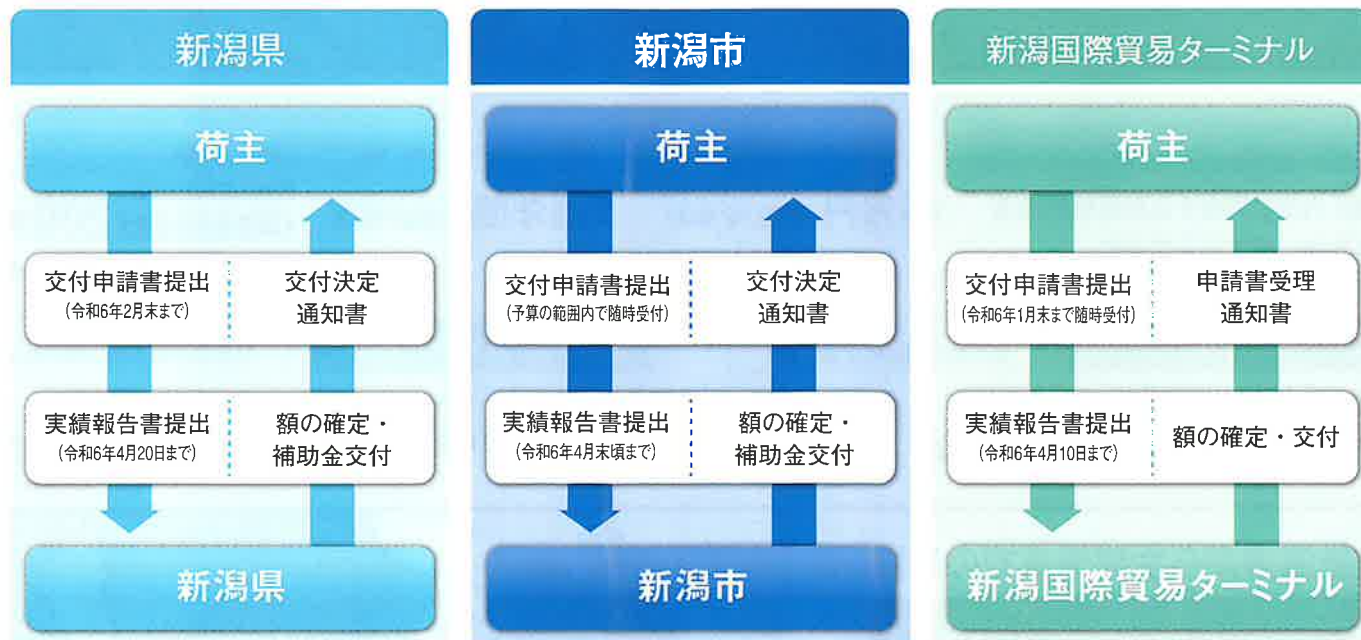 新潟県
荷主
交付申請書提出
(令和6年2月末まで)
交付決定
通知書
実績報告書提出
(令和6年4月20日まで)
額の確定・
補助金交付
新潟県
新潟市
荷主
交付申請書提出
(予算の範囲内で随時受付)
交付決定
通知書
実績報告書提出
(令和6年4月末頃まで)
額の確定・
補助金交付
新潟市
新潟国際貿易ターミナル
荷主
交付申請書提出
(令和6年1月末まで随時受付)
申請書受理
通知書
実績報告書提出
(令和6年4月10日まで)
額の確定・交付
新潟国際貿易ターミナル